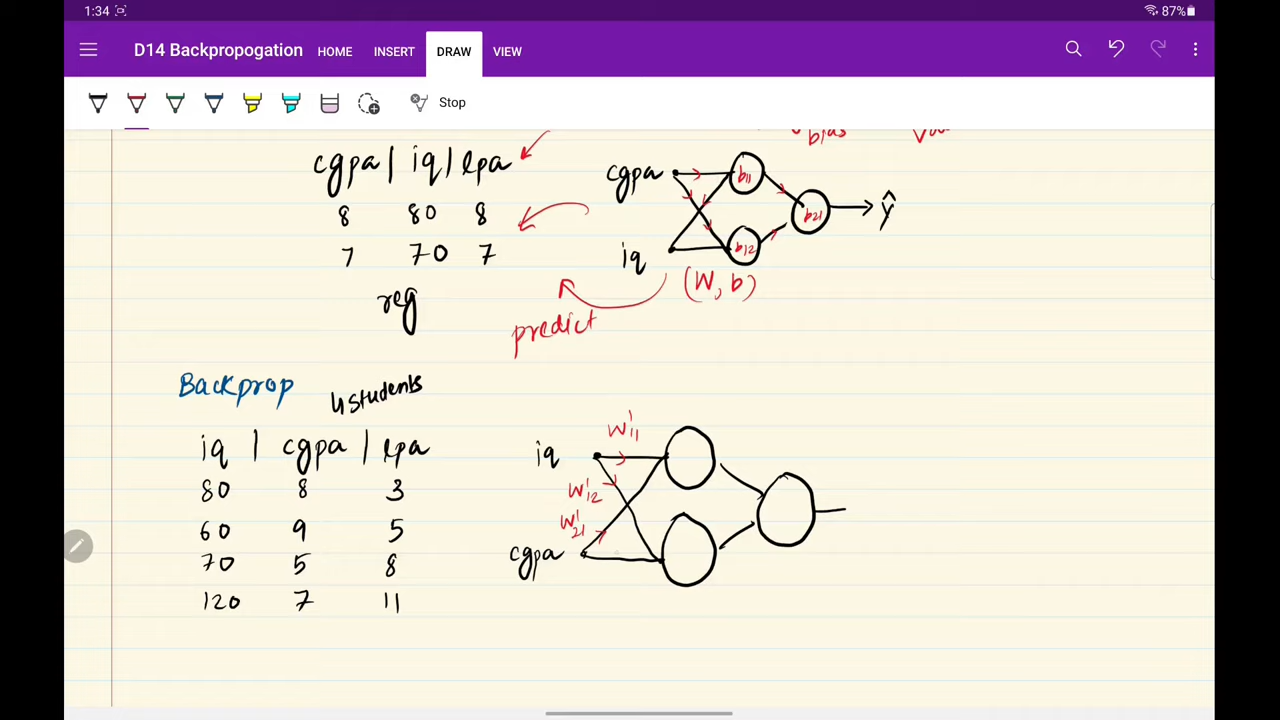 1:34 87%
D14 Backpropogation HOME INSERT DRAW VIEW
Stop
bias
cgpa | iq | lpa
8 80 8
7 70 7
reg
predict
cgpa b11
iq b12 b21 ŷ
(W, b)
Backprop
4 students
iq | cgpa | lpa
80 8 3
60 9 5
70 5 8
120 7 11
iq W¹11
W¹12
W¹21
cgpa